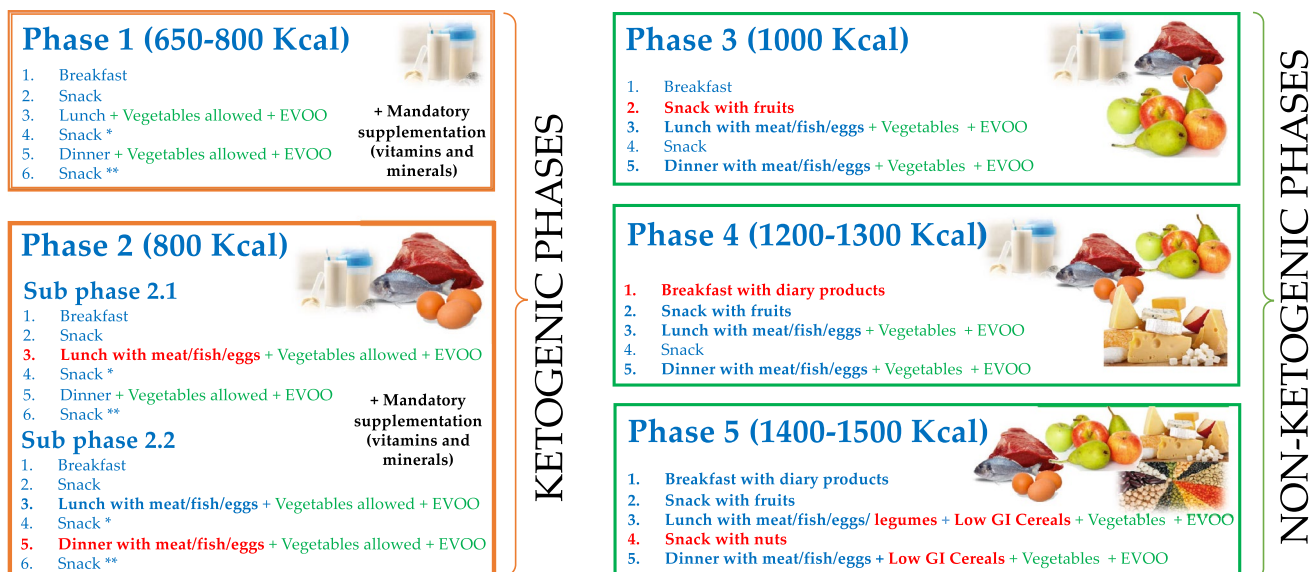 Phase 1 (650-800 Kcal)
1. Breakfast
2. Snack
3. Lunch + Vegetables allowed + EVOO
4. Snack *
5. Dinner + Vegetables allowed + EVOO
6. Snack **
+ Mandatory
supplementation
(vitamins and
minerals)
Phase 2 (800 Kcal)
Sub phase 2.1
1. Breakfast
2. Snack
3. Lunch with meat/fish/eggs + Vegetables allowed + EVOO
4. Snack *
5. Dinner + Vegetables allowed + EVOO
6. Snack **
Sub phase 2.2
1. Breakfast
2. Snack
3. Lunch with meat/fish/eggs + Vegetables allowed + EVOO
4. Snack *
5. Dinner with meat/fish/eggs + Vegetables allowed + EVOO
6. Snack **
+ Mandatory
supplementation
(vitamins and
minerals)
KETOGENIC PHASES
Phase 3 (1000 Kcal)
1. Breakfast
2. Snack with fruits
3. Lunch with meat/fish/eggs + Vegetables + EVOO
4. Snack
5. Dinner with meat/fish/eggs + Vegetables + EVOO
Phase 4 (1200-1300 Kcal)
1. Breakfast with diary products
2. Snack with fruits
3. Lunch with meat/fish/eggs + Vegetables + EVOO
4. Snack
5. Dinner with meat/fish/eggs + Vegetables + EVOO
Phase 5 (1400-1500 Kcal)
1. Breakfast with diary products
2. Snack with fruits
3. Lunch with meat/fish/eggs/ legumes + Low GI Cereals + Vegetables + EVOO
4. Snack with nuts
5. Dinner with meat/fish/eggs + Low GI Cereals + Vegetables + EVOO
NON-KETOGENIC PHASES